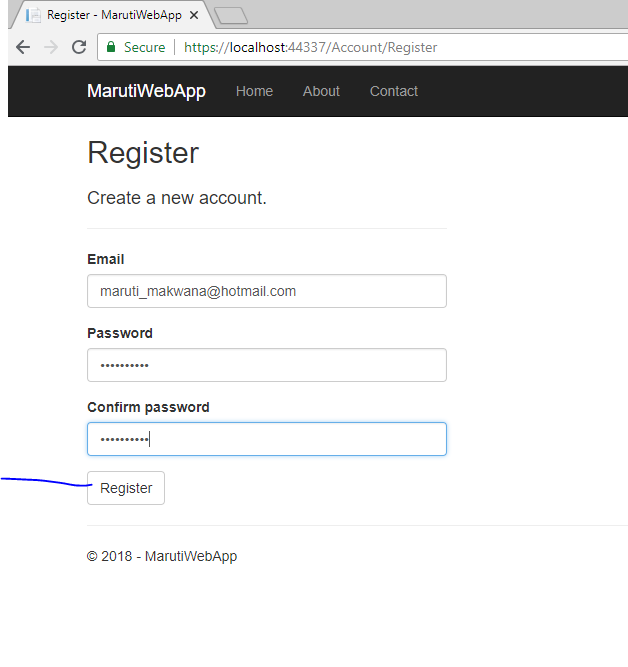 Register - MarutiWebApp
Secure https://localhost:44337/Account/Register
MarutiWebApp Home About Contact
Register
Create a new account.
Email
maruti_makwana@hotmail.com
Password
••••••••••
Confirm password
••••••••••
Register
© 2018 - MarutiWebApp